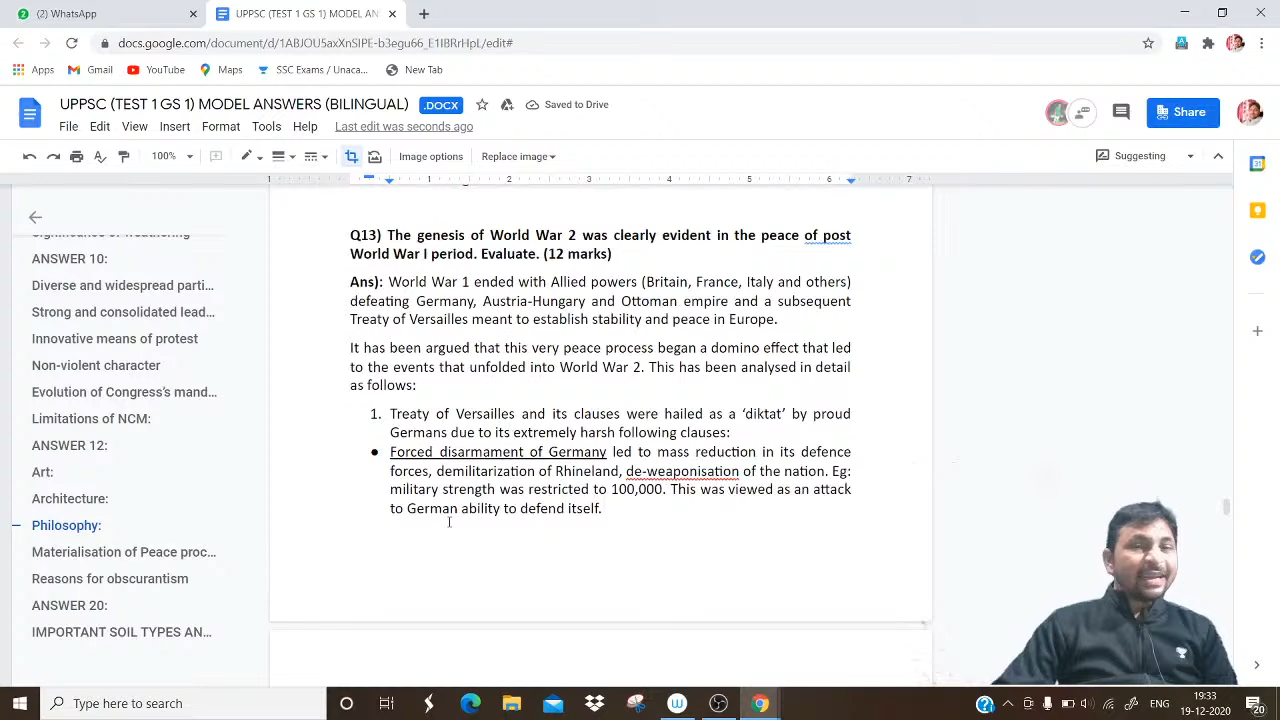 (2) WhatsApp
UPPSC (TEST 1 GS 1) MODEL AN
docs.google.com/document/d/1ABJOU5axXnSIPE-b3egu66_E1IBRrHpL/edit#
Apps
Gmail
YouTube
Maps
SSC Exams / Unaca...
New Tab
UPPSC (TEST 1 GS 1) MODEL ANSWERS (BILINGUAL)
.DOCX
Saved to Drive
File Edit View Insert Format Tools Help Last edit was seconds ago
Share
100%
Image options
Replace image
Suggesting
1 1 2 3 4 5 6 7
ANSWER 10:
Diverse and widespread parti...
Strong and consolidated lead...
Innovative means of protest
Non-violent character
Evolution of Congress's mand...
Limitations of NCM:
ANSWER 12:
Art:
Architecture:
Philosophy:
Materialisation of Peace proc...
Reasons for obscurantism
ANSWER 20:
IMPORTANT SOIL TYPES AN...
Q13) The genesis of World War 2 was clearly evident in the peace of post
World War I period. Evaluate. (12 marks)
Ans): World War 1 ended with Allied powers (Britain, France, Italy and others)
defeating Germany, Austria-Hungary and Ottoman empire and a subsequent
Treaty of Versailles meant to establish stability and peace in Europe.
It has been argued that this very peace process began a domino effect that led
to the events that unfolded into World War 2. This has been analysed in detail
as follows:
1. Treaty of Versailles and its clauses were hailed as a 'diktat' by proud
Germans due to its extremely harsh following clauses:
● Forced disarmament of Germany led to mass reduction in its defence
forces, demilitarization of Rhineland, de-weaponisation of the nation. Eg:
military strength was restricted to 100,000. This was viewed as an attack
to German ability to defend itself.
Type here to search
ENG
19:33
19-12-2020
20